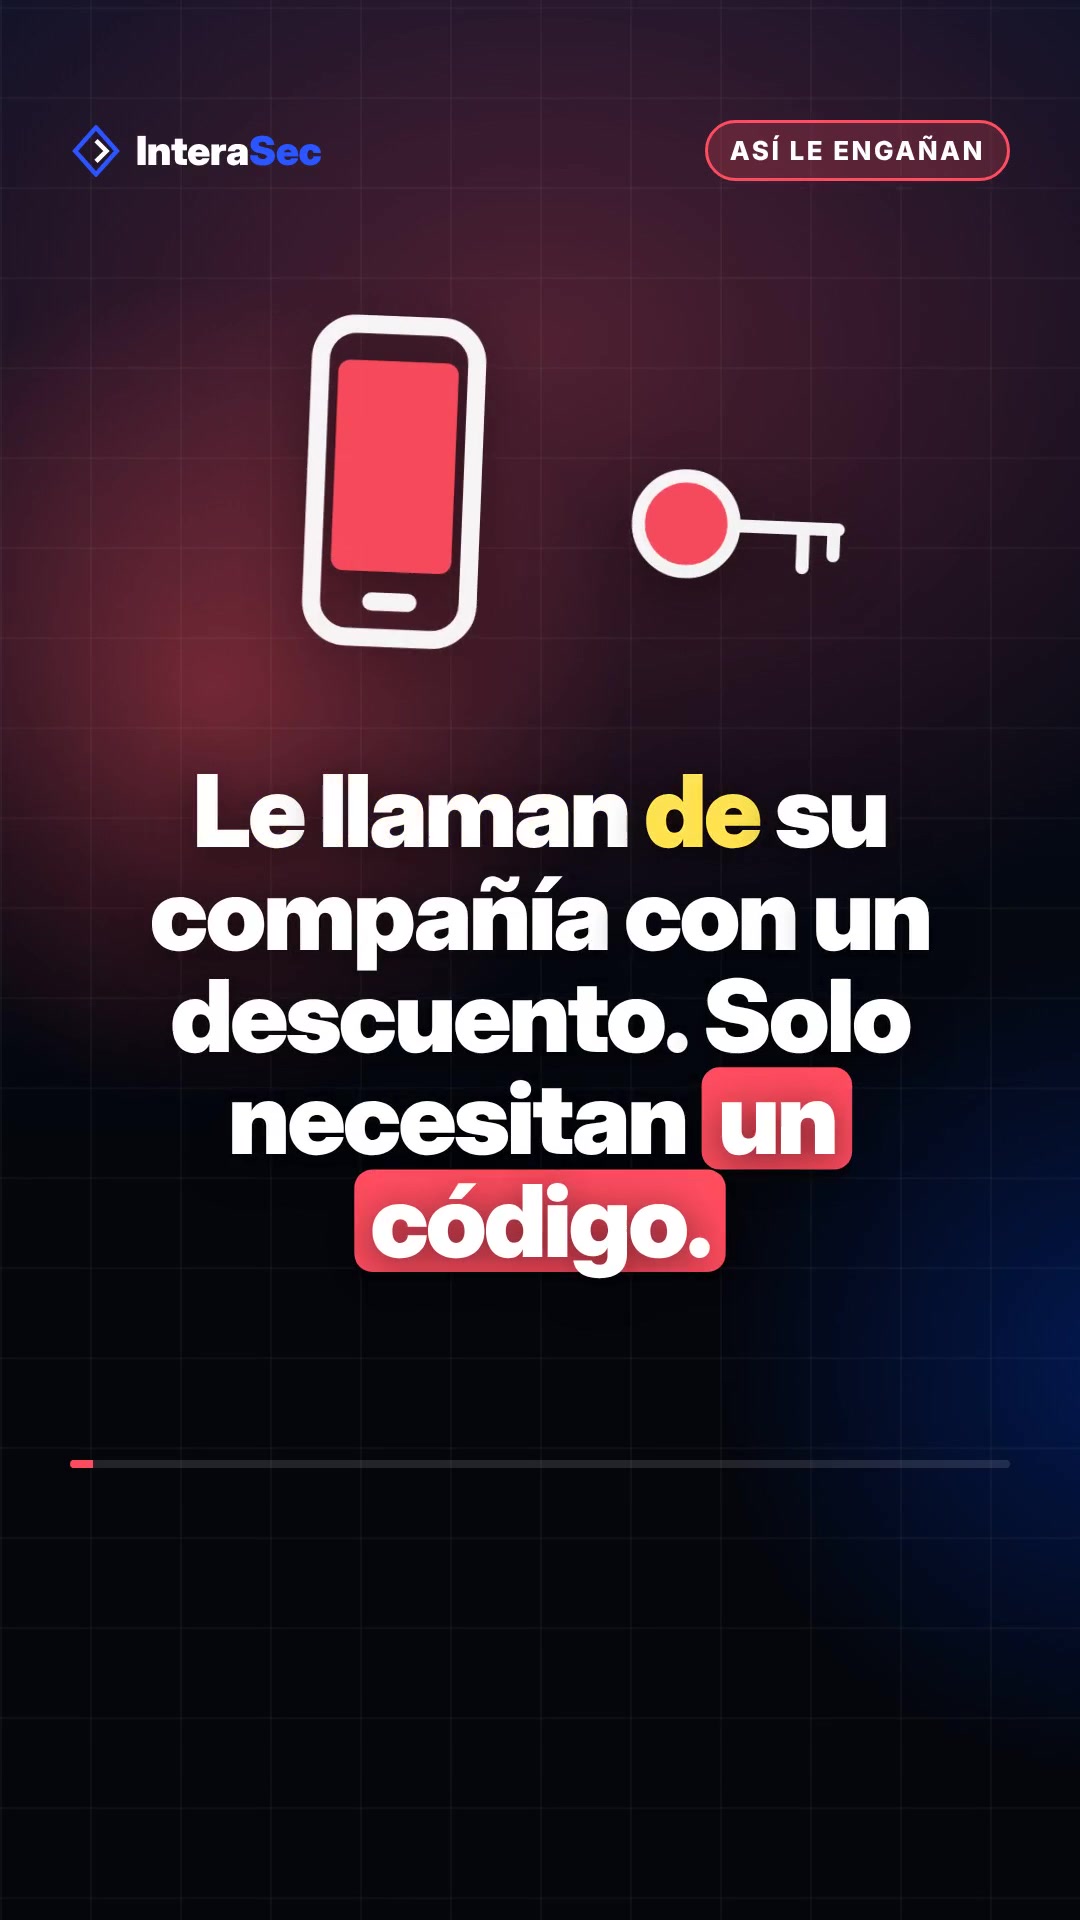 InteraSec
ASÍ LE ENGAÑAN
Le llaman de su
compañía con un
descuento. Solo
necesitan un
código.